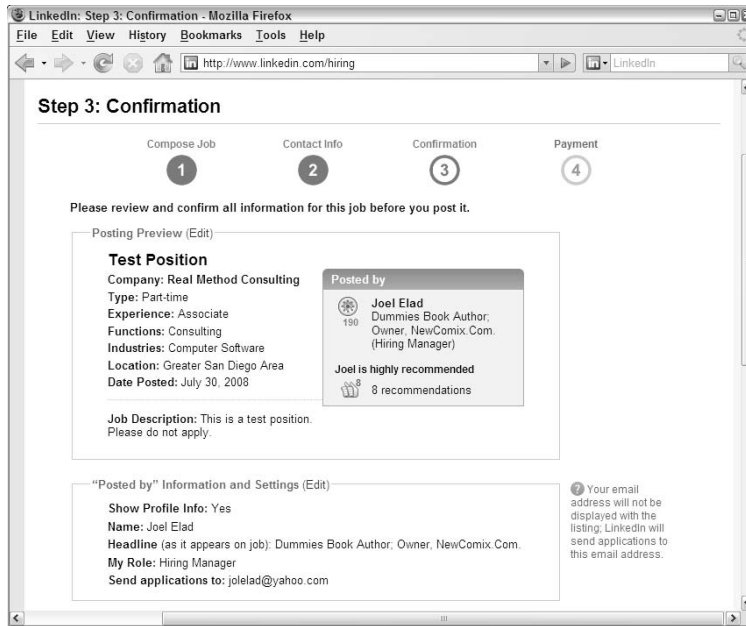 LinkedIn: Step 3: Confirmation - Mozilla Firefox
File Edit View History Bookmarks Tools Help
http://www.linkedin.com/hiring
LinkedIn
Step 3: Confirmation
Compose Job Contact Info Confirmation Payment
1 2 3 4
Please review and confirm all information for this job before you post it.
Posting Preview (Edit)
Test Position
Company: Real Method Consulting
Type: Part-time
Experience: Associate
Functions: Consulting
Industries: Computer Software
Location: Greater San Diego Area
Date Posted: July 30, 2008
Job Description: This is a test position.
Please do not apply.
Posted by
Joel Elad
190
Dummies Book Author;
Owner, NewComix.Com.
(Hiring Manager)
Joel is highly recommended
8
8 recommendations
"Posted by" Information and Settings (Edit)
Show Profile Info: Yes
Name: Joel Elad
Headline (as it appears on job): Dummies Book Author; Owner, NewComix.Com.
My Role: Hiring Manager
Send applications to: jolelad@yahoo.com
? Your email
address will not be
displayed with the
listing; LinkedIn will
send applications to
this email address.